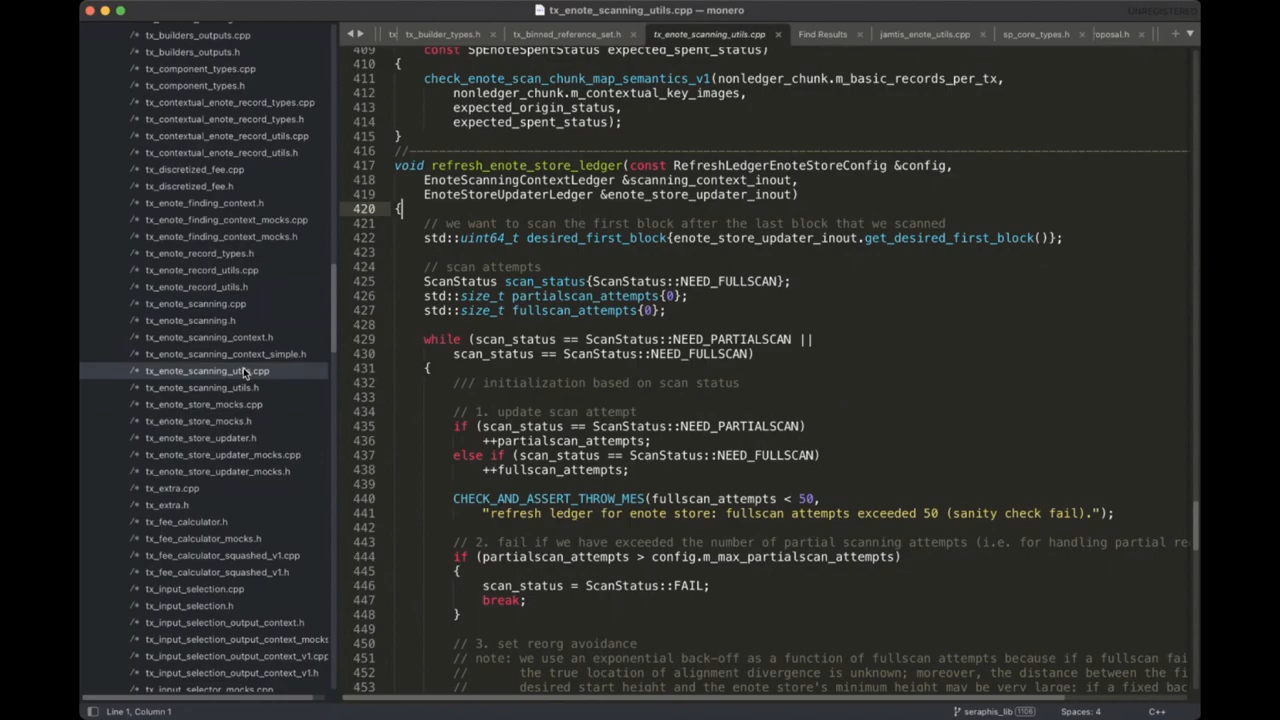 tx_enote_scanning_utils.cpp — monero
UNREGISTERED
tx
tx_builder_types.h
tx_binned_reference_set.h
tx_enote_scanning_utils.cpp
Find Results
jamtis_enote_utils.cpp
sp_core_types.h
roposal.h
/* tx_builders_outputs.cpp
/* tx_builders_outputs.h
/* tx_component_types.cpp
/* tx_component_types.h
/* tx_contextual_enote_record_types.cpp
/* tx_contextual_enote_record_types.h
/* tx_contextual_enote_record_utils.cpp
/* tx_contextual_enote_record_utils.h
/* tx_discretized_fee.cpp
/* tx_discretized_fee.h
/* tx_enote_finding_context.h
/* tx_enote_finding_context_mocks.cpp
/* tx_enote_finding_context_mocks.h
/* tx_enote_record_types.h
/* tx_enote_record_utils.cpp
/* tx_enote_record_utils.h
/* tx_enote_scanning.cpp
/* tx_enote_scanning.h
/* tx_enote_scanning_context.h
/* tx_enote_scanning_context_simple.h
/* tx_enote_scanning_utils.cpp
/* tx_enote_scanning_utils.h
/* tx_enote_store_mocks.cpp
/* tx_enote_store_mocks.h
/* tx_enote_store_updater.h
/* tx_enote_store_updater_mocks.cpp
/* tx_enote_store_updater_mocks.h
/* tx_extra.cpp
/* tx_extra.h
/* tx_fee_calculator.h
/* tx_fee_calculator_mocks.h
/* tx_fee_calculator_squashed_v1.cpp
/* tx_fee_calculator_squashed_v1.h
/* tx_input_selection.cpp
/* tx_input_selection.h
/* tx_input_selection_output_context.h
/* tx_input_selection_output_context_mocks
/* tx_input_selection_output_context_v1.cpp
/* tx_input_selection_output_context_v1.h
/* tx_input_selector_mocks.cpp
409 const SpEnoteSpentStatus expected_spent_status)
410 {
411 check_enote_scan_chunk_map_semantics_v1(nonledger_chunk.m_basic_records_per_tx,
412 nonledger_chunk.m_contextual_key_images,
413 expected_origin_status,
414 expected_spent_status);
415 }
416 //-------------------------------------------------------------------------------------------------------------------
417 void refresh_enote_store_ledger(const RefreshLedgerEnoteStoreConfig &config,
418 EnoteScanningContextLedger &scanning_context_inout,
419 EnoteStoreUpdaterLedger &enote_store_updater_inout)
420 {
421 // we want to scan the first block after the last block that we scanned
422 std::uint64_t desired_first_block{enote_store_updater_inout.get_desired_first_block()};
423
424 // scan attempts
425 ScanStatus scan_status{ScanStatus::NEED_FULLSCAN};
426 std::size_t partialscan_attempts{0};
427 std::size_t fullscan_attempts{0};
428
429 while (scan_status == ScanStatus::NEED_PARTIALSCAN ||
430 scan_status == ScanStatus::NEED_FULLSCAN)
431 {
432 /// initialization based on scan status
433
434 // 1. update scan attempt
435 if (scan_status == ScanStatus::NEED_PARTIALSCAN)
436 ++partialscan_attempts;
437 else if (scan_status == ScanStatus::NEED_FULLSCAN)
438 ++fullscan_attempts;
439
440 CHECK_AND_ASSERT_THROW_MES(fullscan_attempts < 50,
441 "refresh ledger for enote store: fullscan attempts exceeded 50 (sanity check fail).");
442
443 // 2. fail if we have exceeded the number of partial scanning attempts (i.e. for handling partial re
444 if (partialscan_attempts > config.m_max_partialscan_attempts)
445 {
446 scan_status = ScanStatus::FAIL;
447 break;
448 }
449
450 // 3. set reorg avoidance
451 // note: we use an exponential back-off as a function of fullscan attempts because if a fullscan fai
452 // the true location of alignment divergence is unknown; moreover, the distance between the fi
453 // desired start height and the enote store's minimum height may be very large; if a fixed bac
Line 1, Column 1
seraphis_lib 1106
Spaces: 4
C++